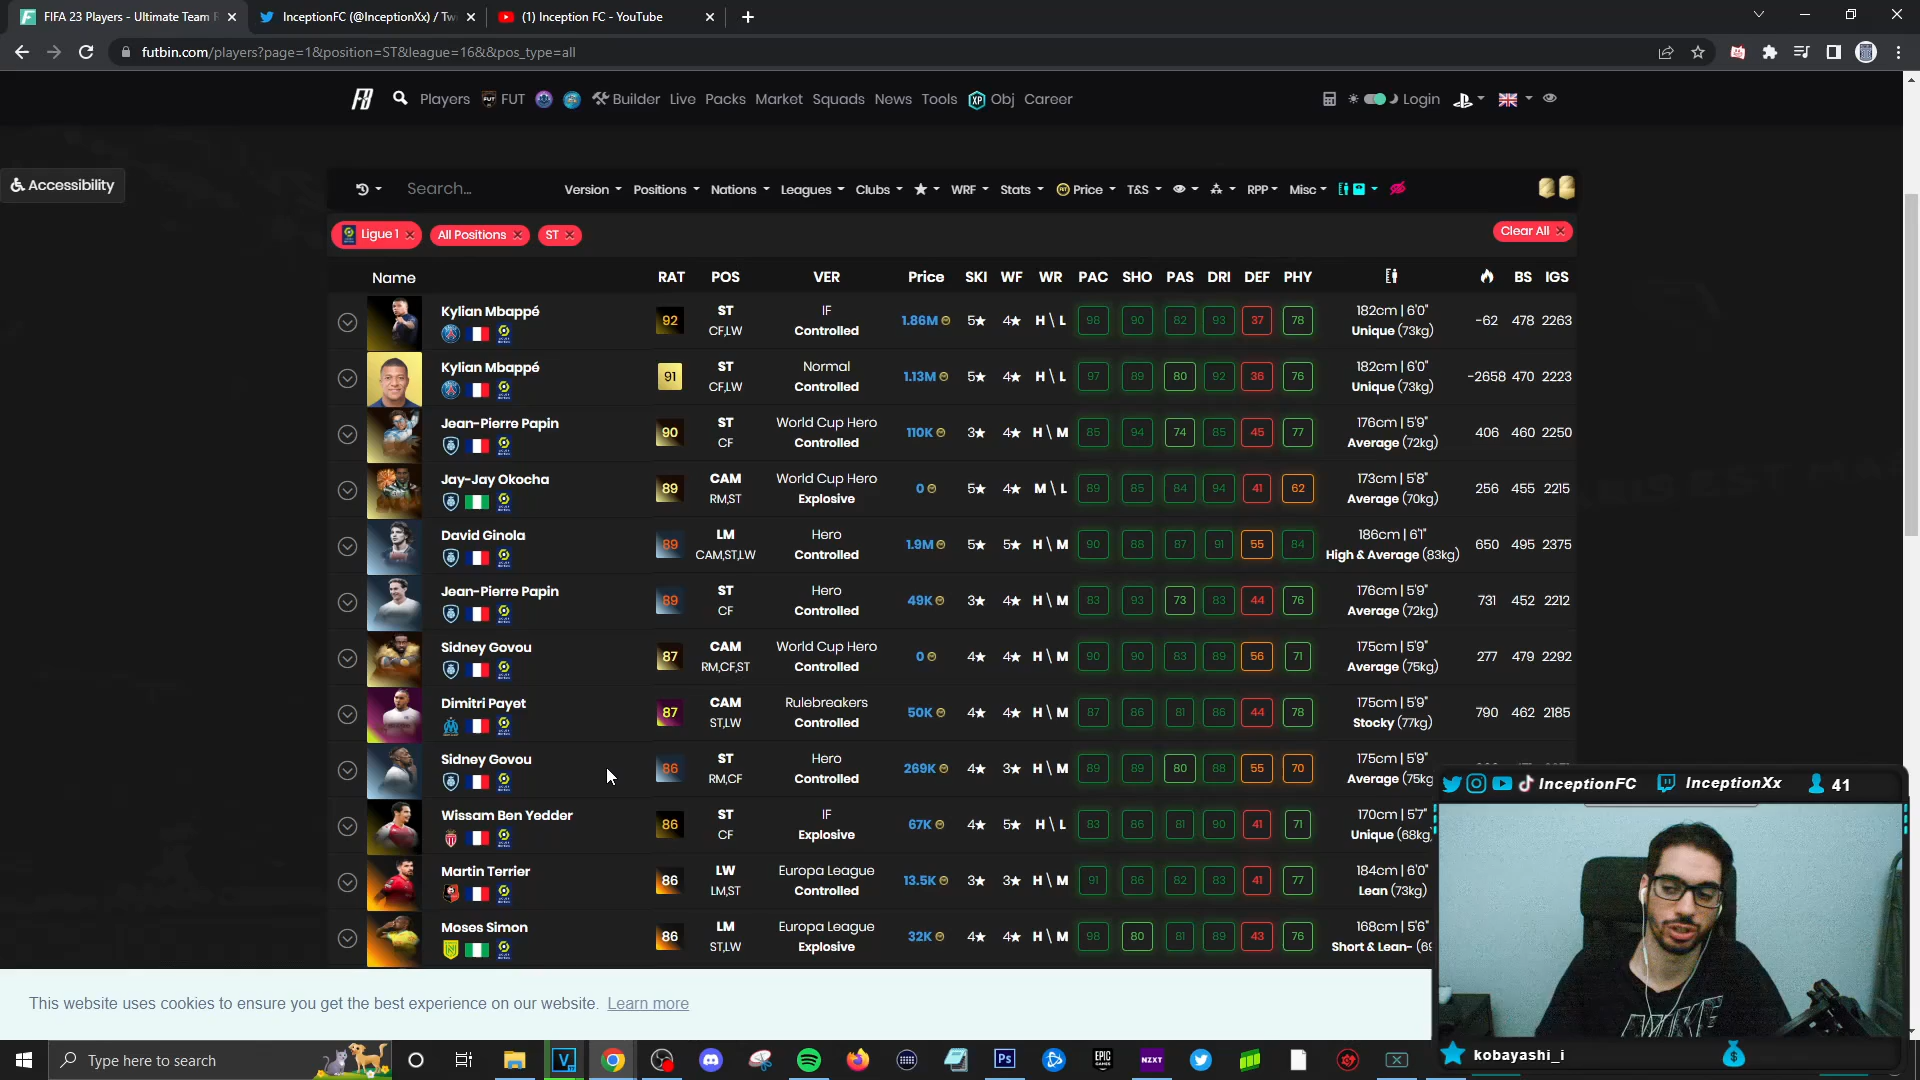 FIFA 23 Players - Ultimate Team F
InceptionFC (@InceptionXx) / Tw
(1) Inception FC - YouTube
futbin.com/players?page=1&position=ST&league=16&&pos_type=all
Players FUT Builder Live Packs Market Squads News Tools XP Obj Career Login
Accessibility
Search... Version Positions Nations Leagues Clubs WRF Stats Price T&S RPP Misc
Ligue 1 × All Positions × ST × Clear All ×
Name RAT POS VER Price SKI WF WR PAC SHO PAS DRI DEF PHY BS IGS
Kylian Mbappé 92 ST IF 1.86M 5★ 4★ H \ L 98 90 82 93 37 78 182cm | 6'0" -62 478 2263
CF,LW Controlled Unique (73kg)
Kylian Mbappé 91 ST Normal 1.13M 5★ 4★ H \ L 97 89 80 92 36 76 182cm | 6'0" -2658 470 2223
CF,LW Controlled Unique (73kg)
Jean-Pierre Papin 90 ST World Cup Hero 110K 3★ 4★ H \ M 85 94 74 85 45 77 176cm | 5'9" 406 460 2250
CF Controlled Average (72kg)
Jay-Jay Okocha 89 CAM World Cup Hero 0 5★ 4★ M \ L 89 85 84 94 41 62 173cm | 5'8" 256 455 2215
RM,ST Explosive Average (70kg)
David Ginola 89 LM Hero 1.9M 5★ 5★ H \ M 90 88 87 91 55 84 186cm | 6'1" 650 495 2375
CAM,ST,LW Controlled High & Average (83kg)
Jean-Pierre Papin 89 ST Hero 49K 3★ 4★ H \ M 83 93 73 83 44 76 176cm | 5'9" 731 452 2212
CF Controlled Average (72kg)
Sidney Govou 87 CAM World Cup Hero 0 4★ 4★ H \ M 90 90 83 89 56 71 175cm | 5'9" 277 479 2292
RM,CF,ST Controlled Average (75kg)
Dimitri Payet 87 CAM Rulebreakers 50K 4★ 4★ H \ M 87 86 81 86 44 78 175cm | 5'9" 790 462 2185
ST,LW Controlled Stocky (77kg)
Sidney Govou 86 ST Hero 269K 4★ 3★ H \ M 89 89 80 88 55 70 175cm | 5'9"
RM,CF Controlled Average (75kg
Wissam Ben Yedder 86 ST IF 67K 4★ 5★ H \ L 83 86 81 90 41 71 170cm | 5'7"
CF Explosive Unique (68kg
Martin Terrier 86 LW Europa League 13.5K 3★ 3★ H \ M 91 86 82 83 41 77 184cm | 6'0"
LM,ST Controlled Lean (73kg)
Moses Simon 86 LM Europa League 32K 4★ 4★ H \ M 98 80 81 89 43 76 168cm | 5'6"
ST,LW Explosive Short & Lean- (69
InceptionFC InceptionXx 41
This website uses cookies to ensure you get the best experience on our website. Learn more
kobayashi_i
Type here to search
V Ps EPIC GAMES NZXT